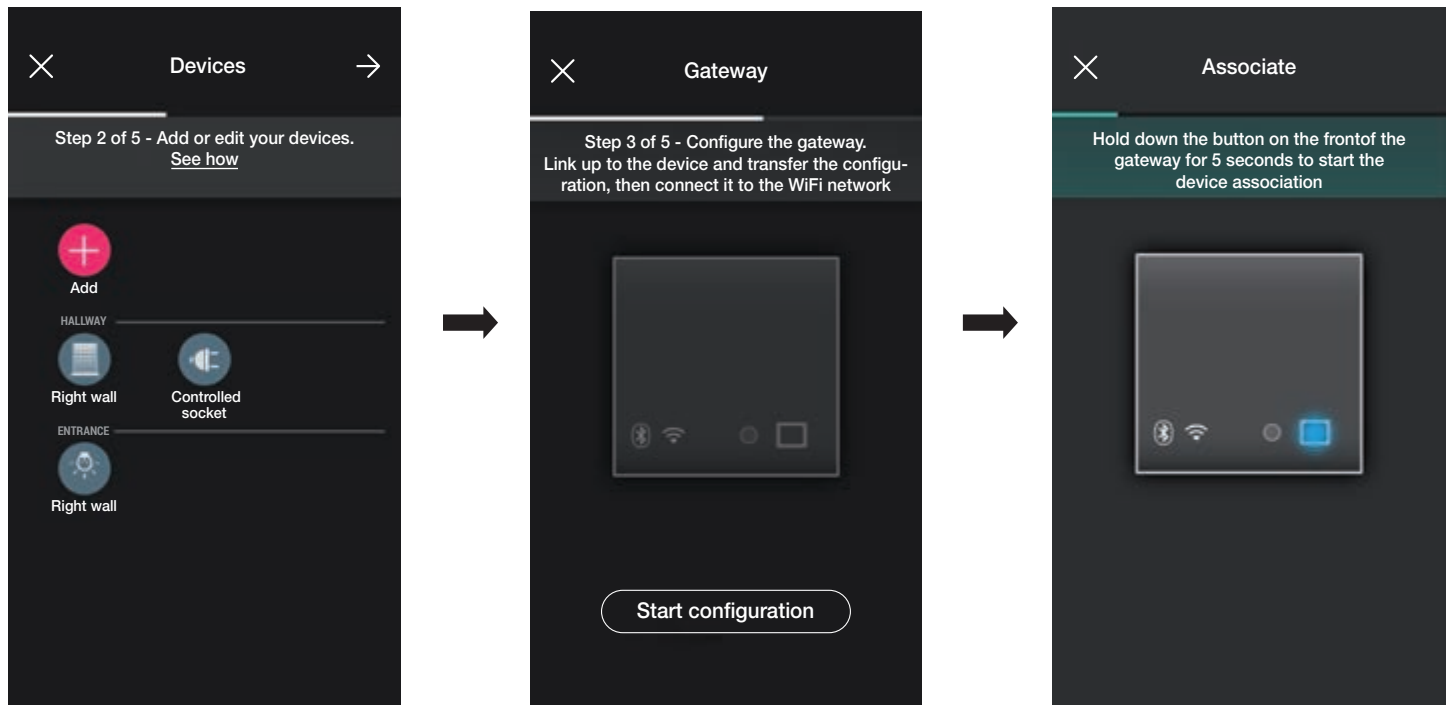 Devices
Step 2 of 5 - Add or edit your devices.
See how
Add
HALLWAY
Right wall
Controlled
socket
ENTRANCE
Right wall
Gateway
Step 3 of 5 - Configure the gateway.
Link up to the device and transfer the configu-
ration, then connect it to the WiFi network
Start configuration
Associate
Hold down the button on the frontof the
gateway for 5 seconds to start the
device association